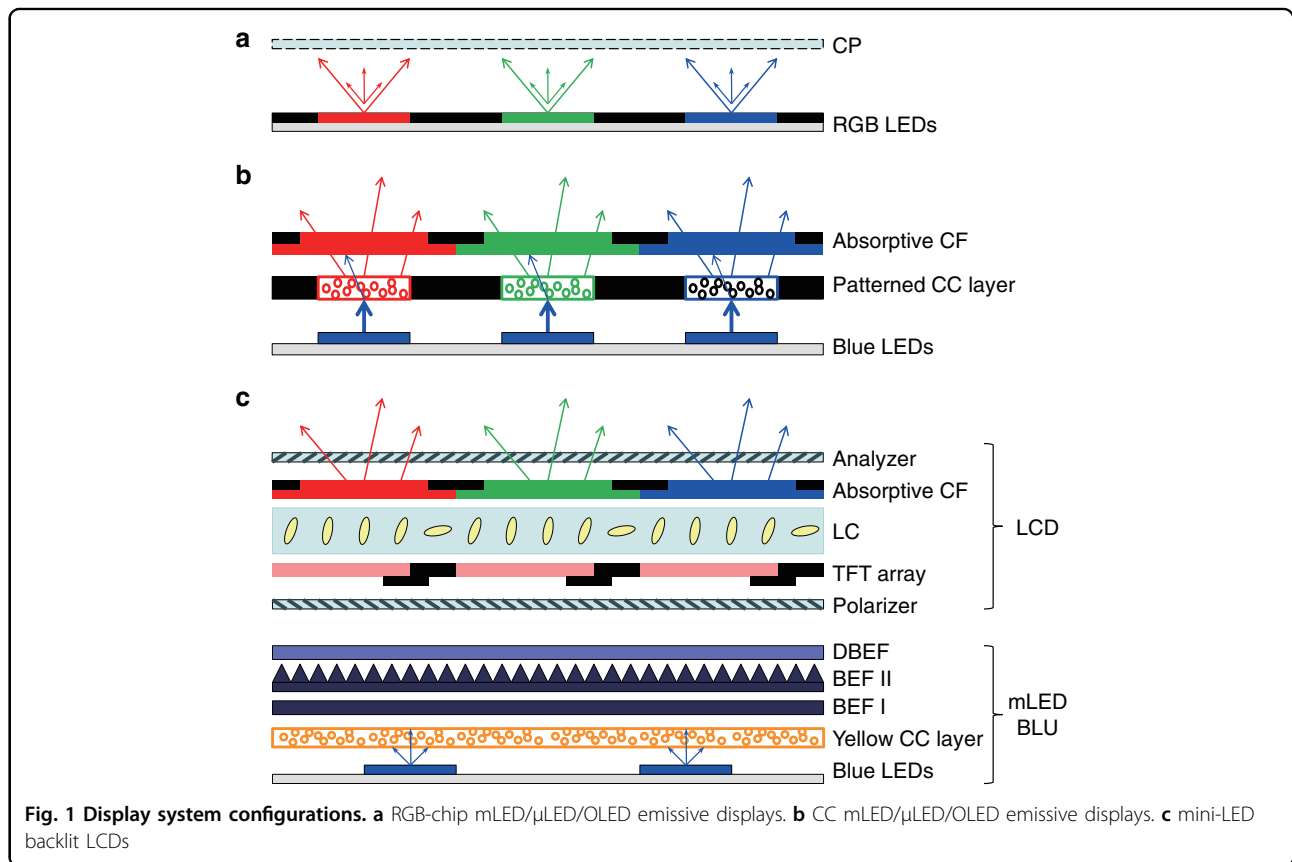 a
CP
RGB LEDs
b
Absorptive CF
Patterned CC layer
Blue LEDs
c
Analyzer
Absorptive CF
LC
TFT array
Polarizer
LCD
DBEF
BEF II
BEF I
Yellow CC layer
Blue LEDs
mLED
BLU
Fig. 1 Display system configurations. a RGB-chip mLED/μLED/OLED emissive displays. b CC mLED/μLED/OLED emissive displays. c mini-LED
backlit LCDs